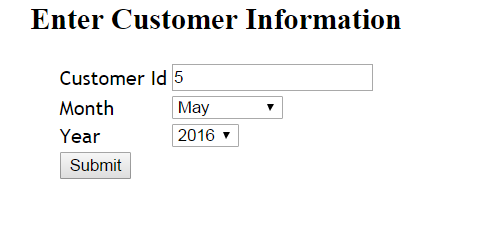 Enter Customer Information
Customer Id 5
Month May
Year 2016
Submit